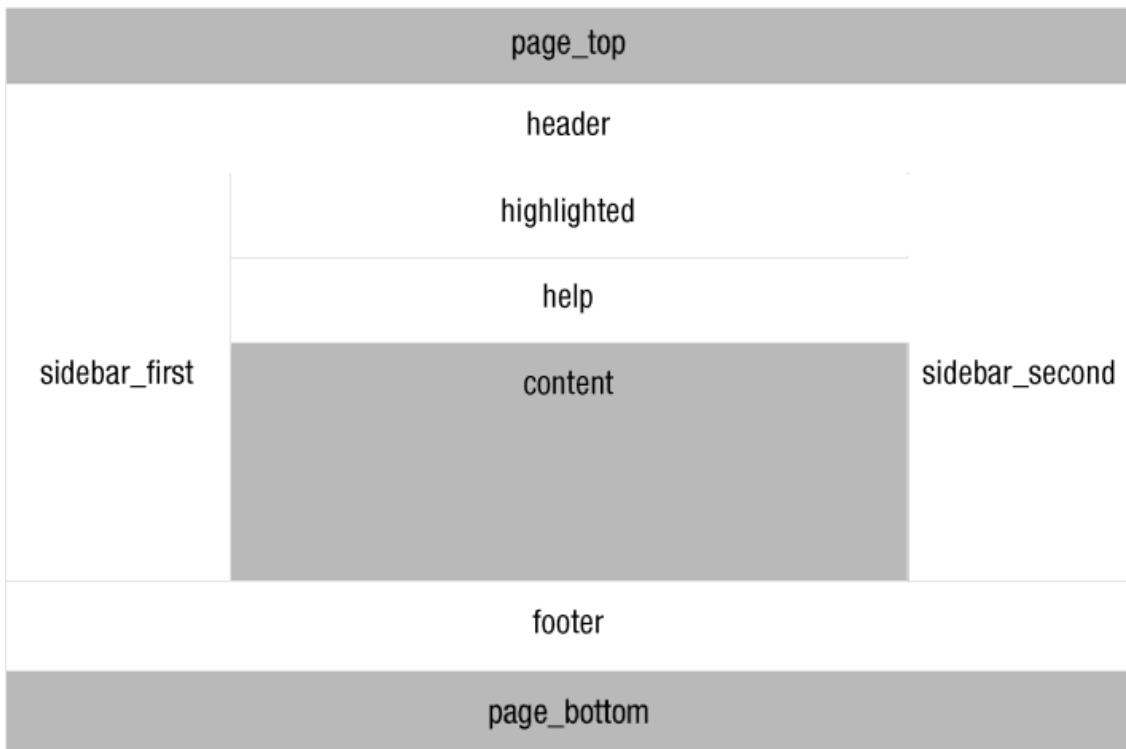 page_top
header
highlighted
help
sidebar_first
content
sidebar_second
footer
page_bottom